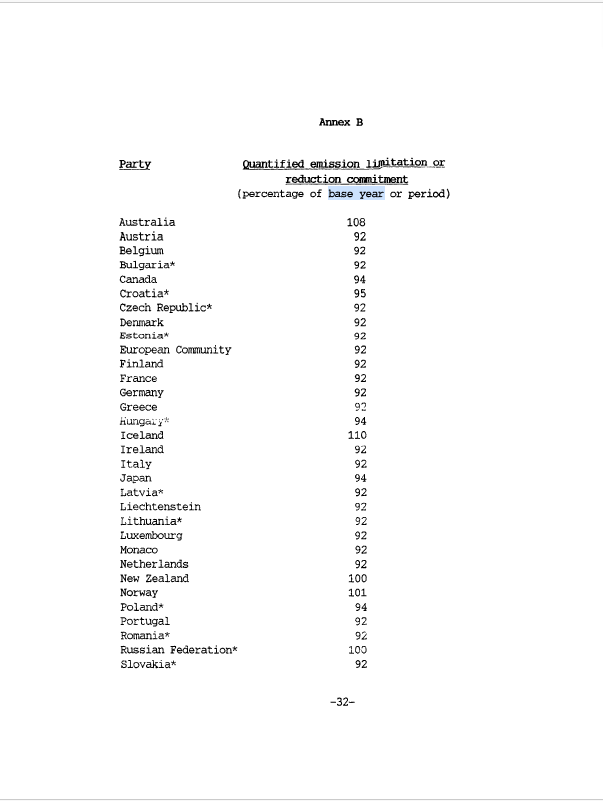 Annex B
Party Quantified emission limitation or
reduction commitment
(percentage of base year or period)
Australia 108
Austria 92
Belgium 92
Bulgaria* 92
Canada 94
Croatia* 95
Czech Republic* 92
Denmark 92
Estonia* 92
European Community 92
Finland 92
France 92
Germany 92
Greece 92
Hungary* 94
Iceland 110
Ireland 92
Italy 92
Japan 94
Latvia* 92
Liechtenstein 92
Lithuania* 92
Luxembourg 92
Monaco 92
Netherlands 92
New Zealand 100
Norway 101
Poland* 94
Portugal 92
Romania* 92
Russian Federation* 100
Slovakia* 92
-32-